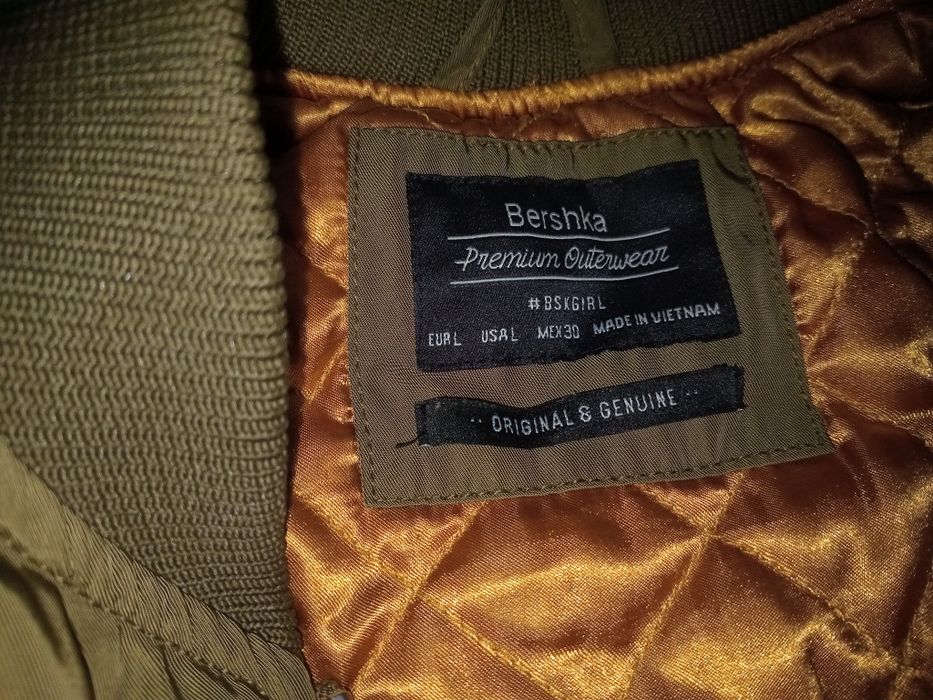 Bershka
Premium Outerwear
#BSKGIRL
EUR L USA L MEX 30 MADE IN VIETNAM
·· ORIGINAL & GENUINE ··